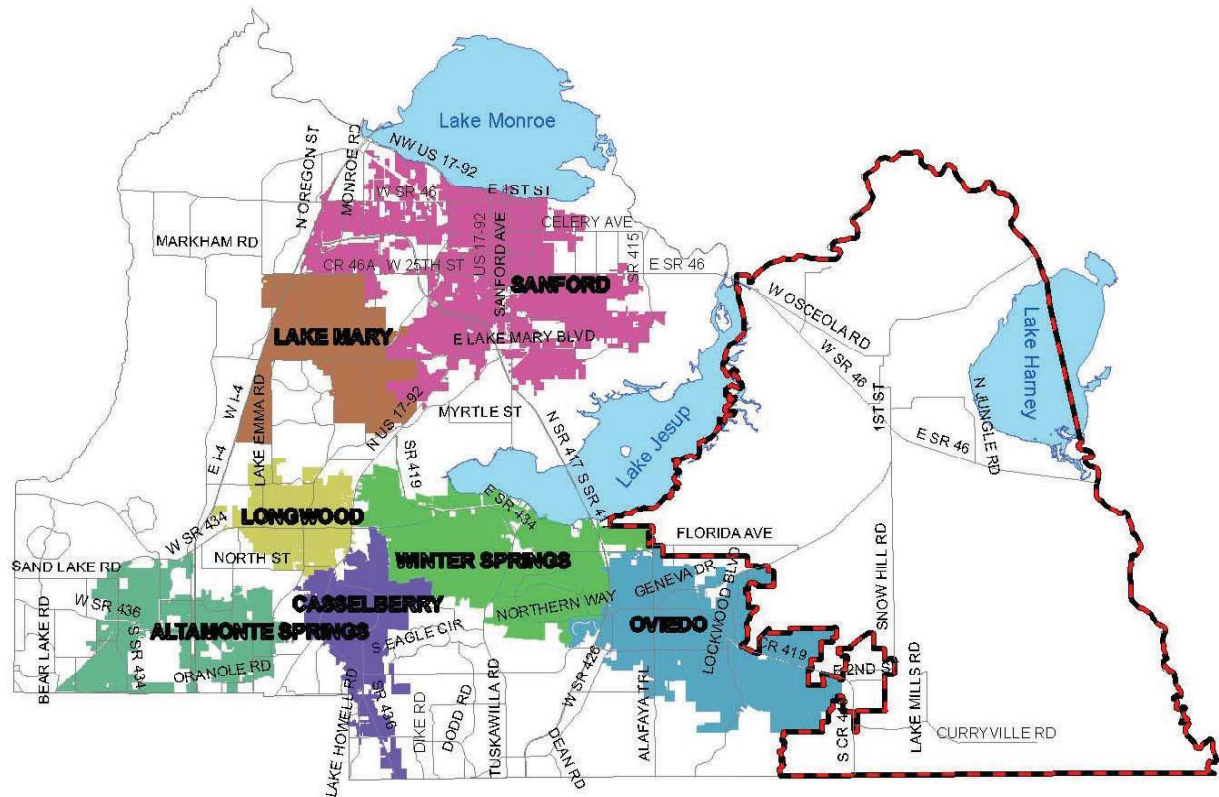 Lake Monroe
N OREGON ST
MONROE RD
NW US 17-92
W SR 46
E 1ST ST
CELERY AVE
MARKHAM RD
US 17-92
SANFORD AVE
SR 415
CR 46A
W 25TH ST
E SR 46
SANFORD
W OSCEOLA RD
LAKE MARY
E LAKE MARY BLVD
W SR 46
Lake Harney
W I-4
LAKE EMMA RD
N US 17-92
MYRTLE ST
1ST ST
N JUNGLE RD
E I-4
SR 419
N SR 417
S SR 41
Lake Jesup
E SR 46
LONGWOOD
E SR 434
W SR 434
FLORIDA AVE
NORTH ST
WINTER SPRINGS
SAND LAKE RD
GENEVA DR
LOCKWOOD BLVD
SNOW HILL RD
W SR 436
CASSELBERRY
NORTHERN WAY
ALTAMONTE SPRINGS
S EAGLE CIR
OVIEDO
CR 419
E 2ND S
BEAR LAKE RD
S SR 434
ORANOLE RD
W SR 426
LAKE HOWELL RD
SR 436
DIKE RD
DODD RD
TUSKAWILLA RD
DEAN RD
ALAFAYA TRL
S CR 4
LAKE MILLS RD
CURRYVILLE RD